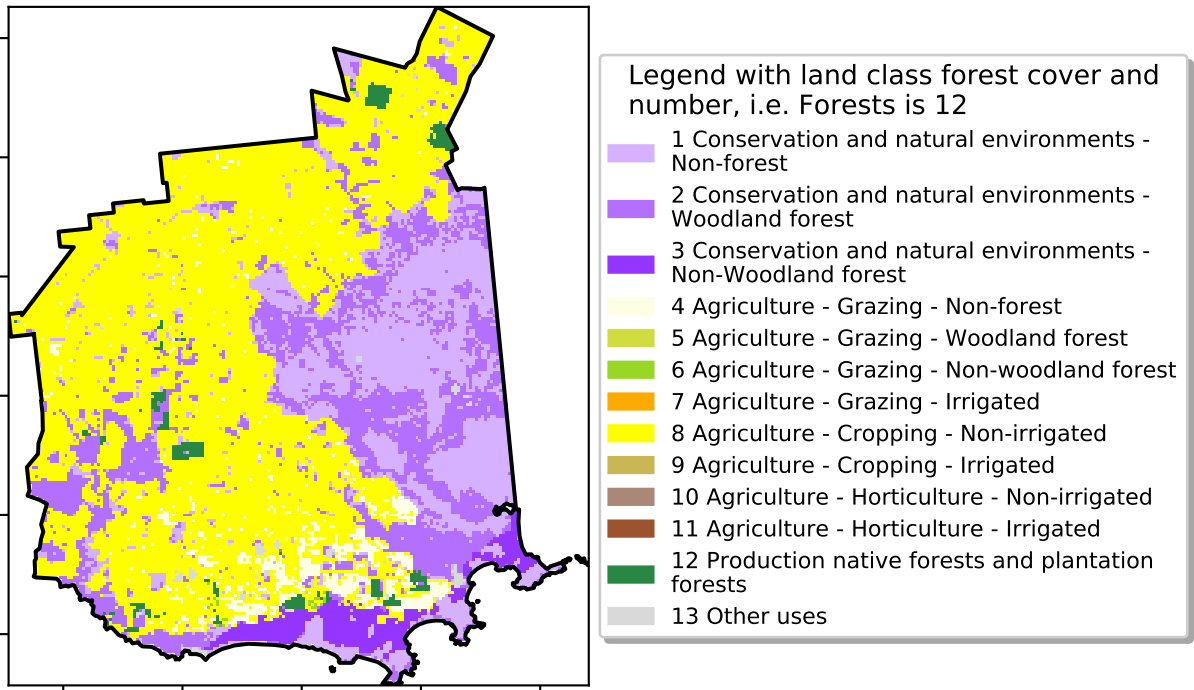 Legend with land class forest cover and
number, i.e. Forests is 12
1 Conservation and natural environments -
Non-forest
2 Conservation and natural environments -
Woodland forest
3 Conservation and natural environments -
Non-Woodland forest
4 Agriculture - Grazing - Non-forest
5 Agriculture - Grazing - Woodland forest
6 Agriculture - Grazing - Non-woodland forest
7 Agriculture - Grazing - Irrigated
8 Agriculture - Cropping - Non-irrigated
9 Agriculture - Cropping - Irrigated
10 Agriculture - Horticulture - Non-irrigated
11 Agriculture - Horticulture - Irrigated
12 Production native forests and plantation
forests
13 Other uses